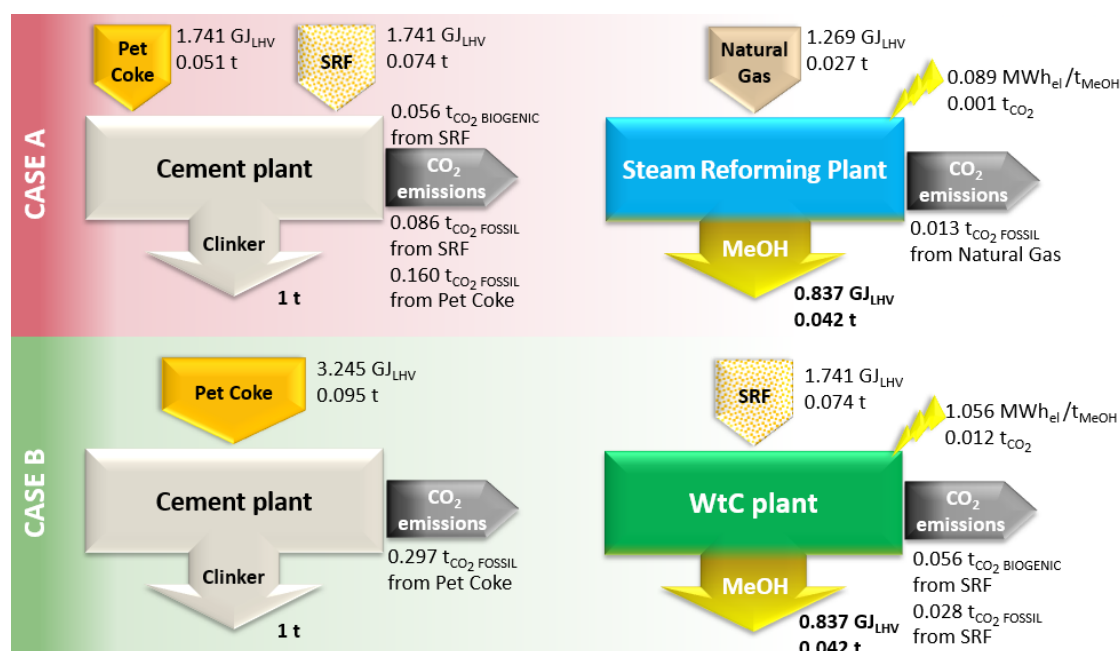 CASE A
Pet
Coke
1.741 GJLHV
0.051 t
SRF
1.741 GJLHV
0.074 t
Cement plant
0.056 tCO2 BIOGENIC
from SRF
CO2
emissions
0.086 tCO2 FOSSIL
from SRF
0.160 tCO2 FOSSIL
from Pet Coke
Clinker
1 t
Natural
Gas
1.269 GJLHV
0.027 t
0.089 MWhel/tMeOH
0.001 tCO2
Steam Reforming Plant
CO2
emissions
0.013 tCO2 FOSSIL
from Natural Gas
MeOH
0.837 GJLHV
0.042 t
CASE B
Pet Coke
3.245 GJLHV
0.095 t
Cement plant
CO2
emissions
0.297 tCO2 FOSSIL
from Pet Coke
Clinker
1 t
SRF
1.741 GJLHV
0.074 t
1.056 MWhel/tMeOH
0.012 tCO2
WtC plant
CO2
emissions
0.056 tCO2 BIOGENIC
from SRF
0.028 tCO2 FOSSIL
from SRF
MeOH
0.837 GJLHV
0.042 t